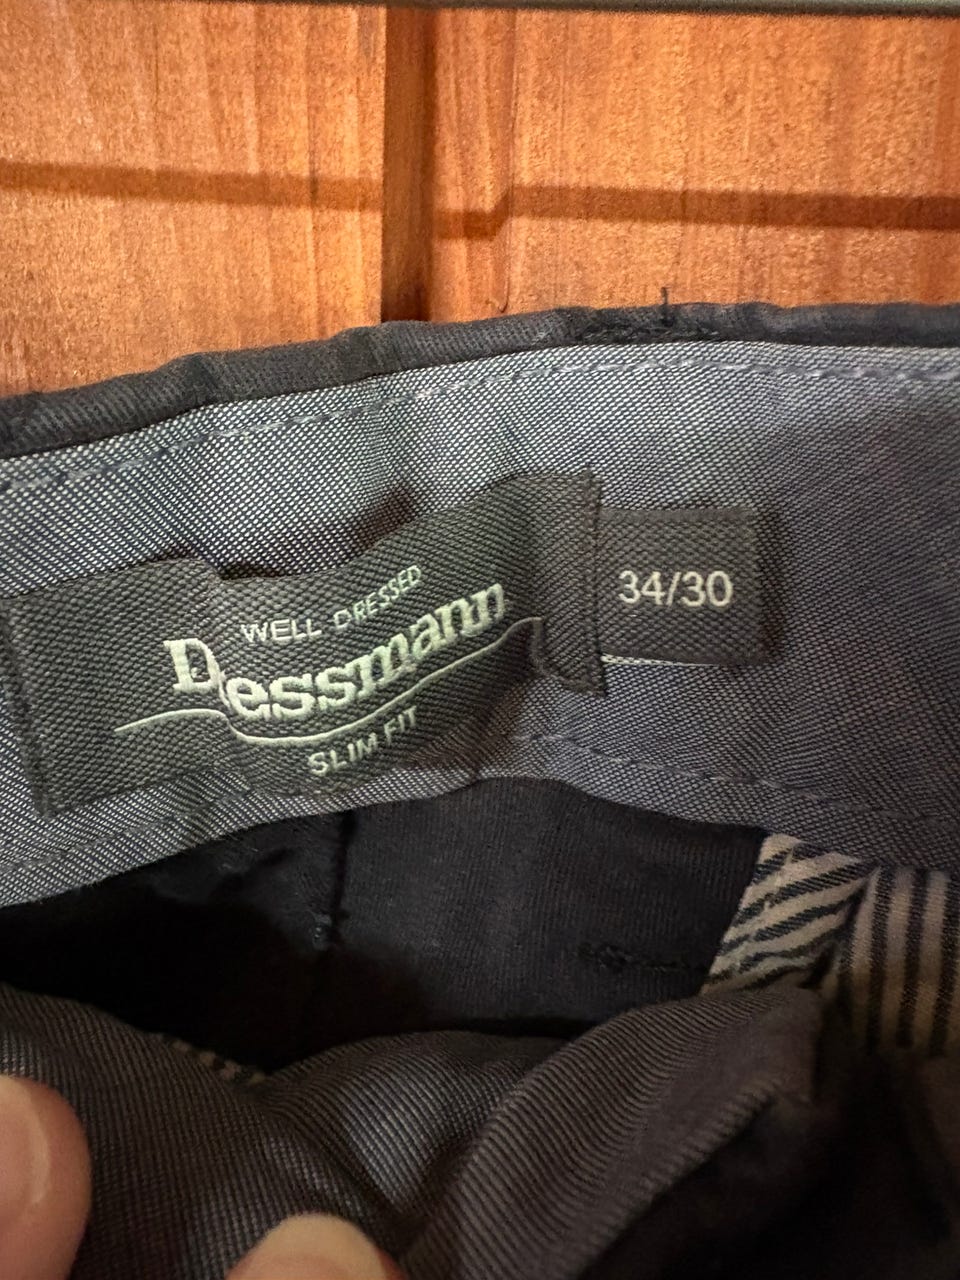 WELL DRESSED
Dressmann
SLIM FIT
34/30